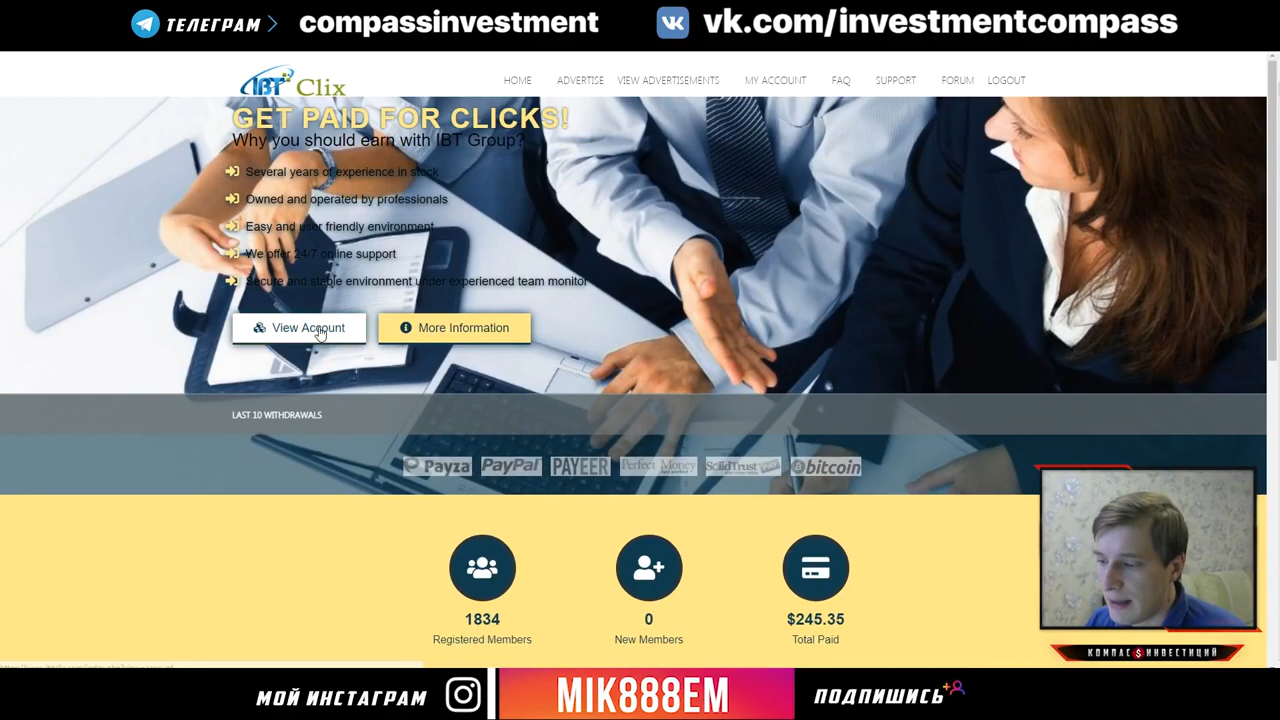 ТЕЛЕГРАМ compassinvestment vk.com/investmentcompass
IBT Clix
HOME ADVERTISE VIEW ADVERTISEMENTS MY ACCOUNT FAQ SUPPORT FORUM LOGOUT
GET PAID FOR CLICKS!
Why you should earn with IBT Group?
Several years of experience in stock
Owned and operated by professionals
Easy and user friendly environment
We offer 24/7 online support
Secure and stable environment under experienced team monitor
View Account More Information
LAST 10 WITHDRAWALS
Payza PayPal PAYEER Perfect Money SolidTrust bitcoin
1834 0 $245.35
Registered Members New Members Total Paid
КОМПАС$ИНВЕСТИЦИЙ
МОЙ ИНСТАГРАМ MIK888EM ПОДПИШИСЬ